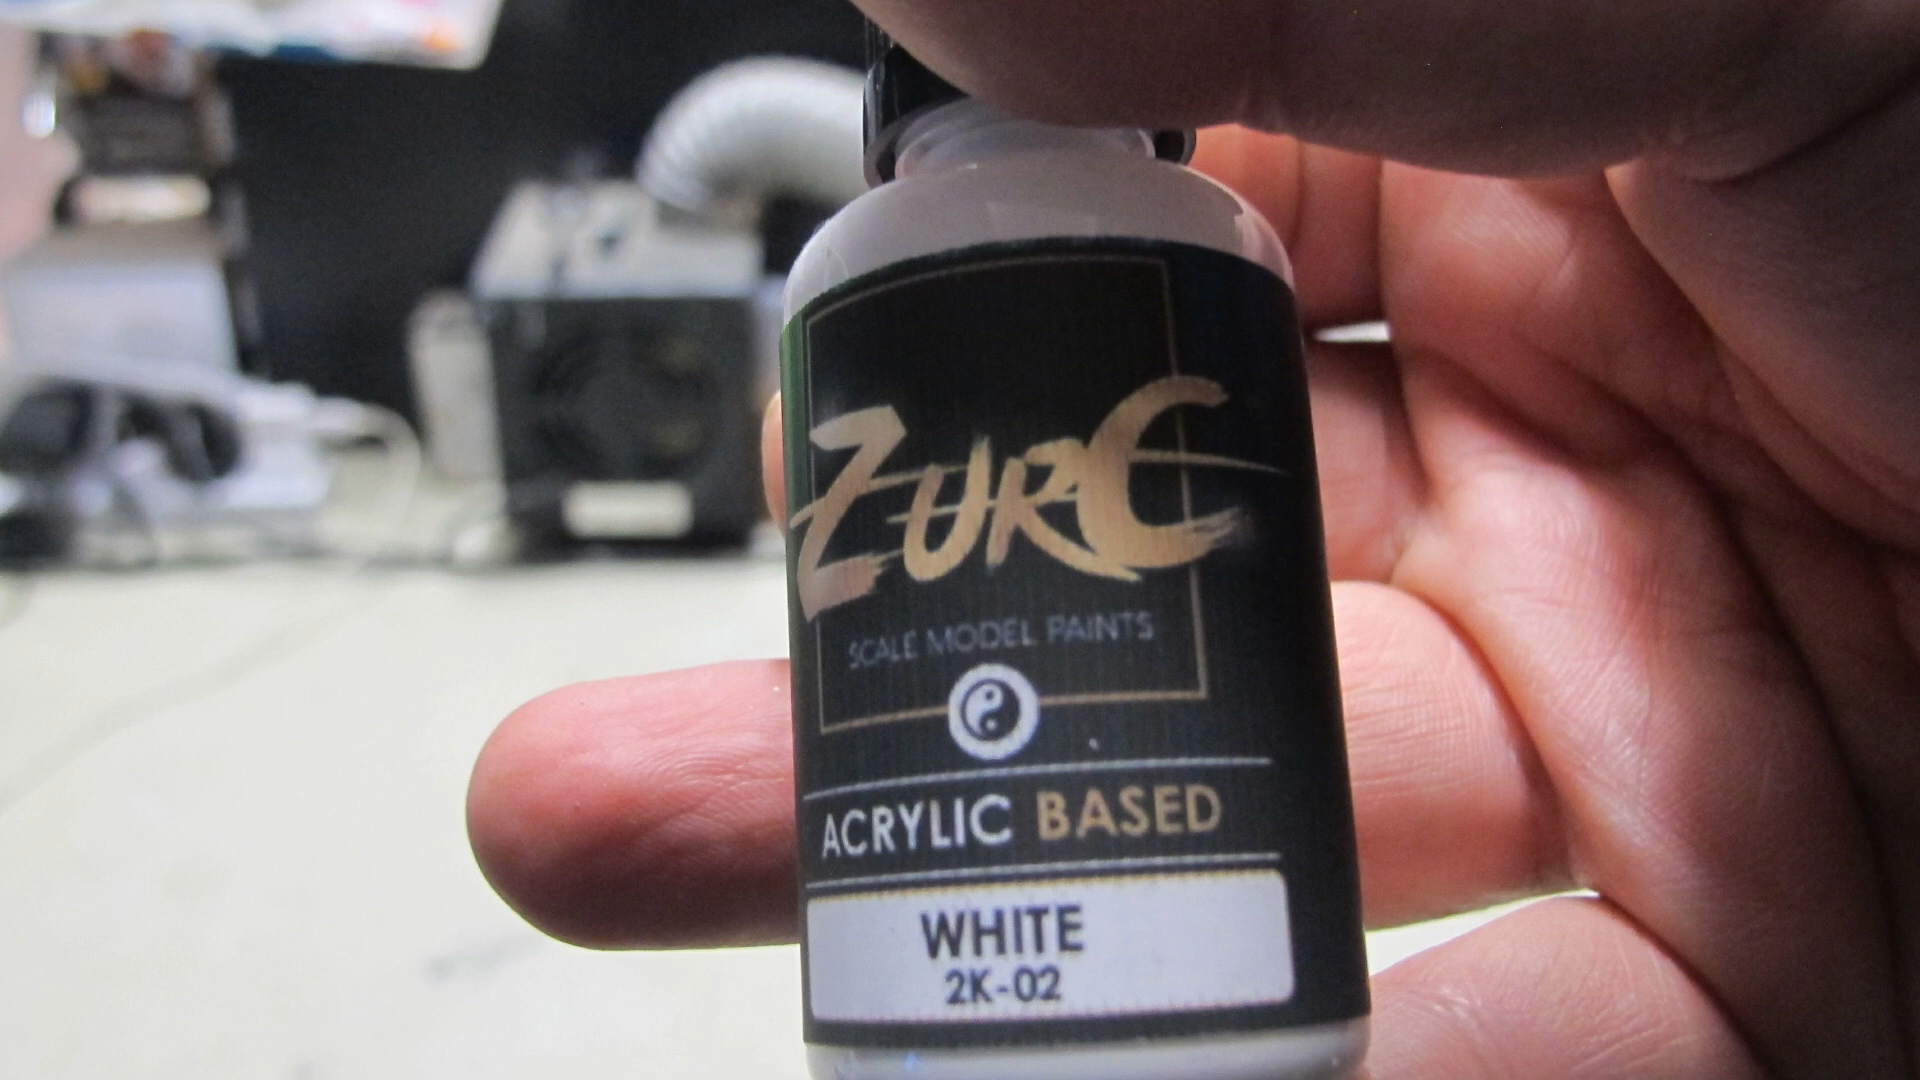 ZURC
SCALE MODEL PAINTS
ACRYLIC BASED
WHITE
2K-02